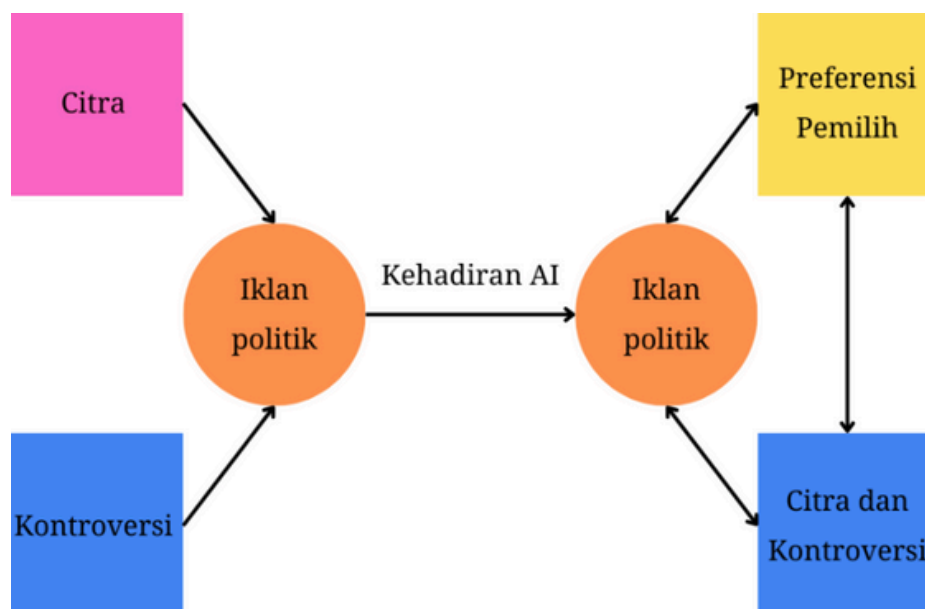 Citra
Preferensi
Pemilih
Iklan
politik
Kehadiran AI
Iklan
politik
Kontroversi
Citra dan
Kontroversi